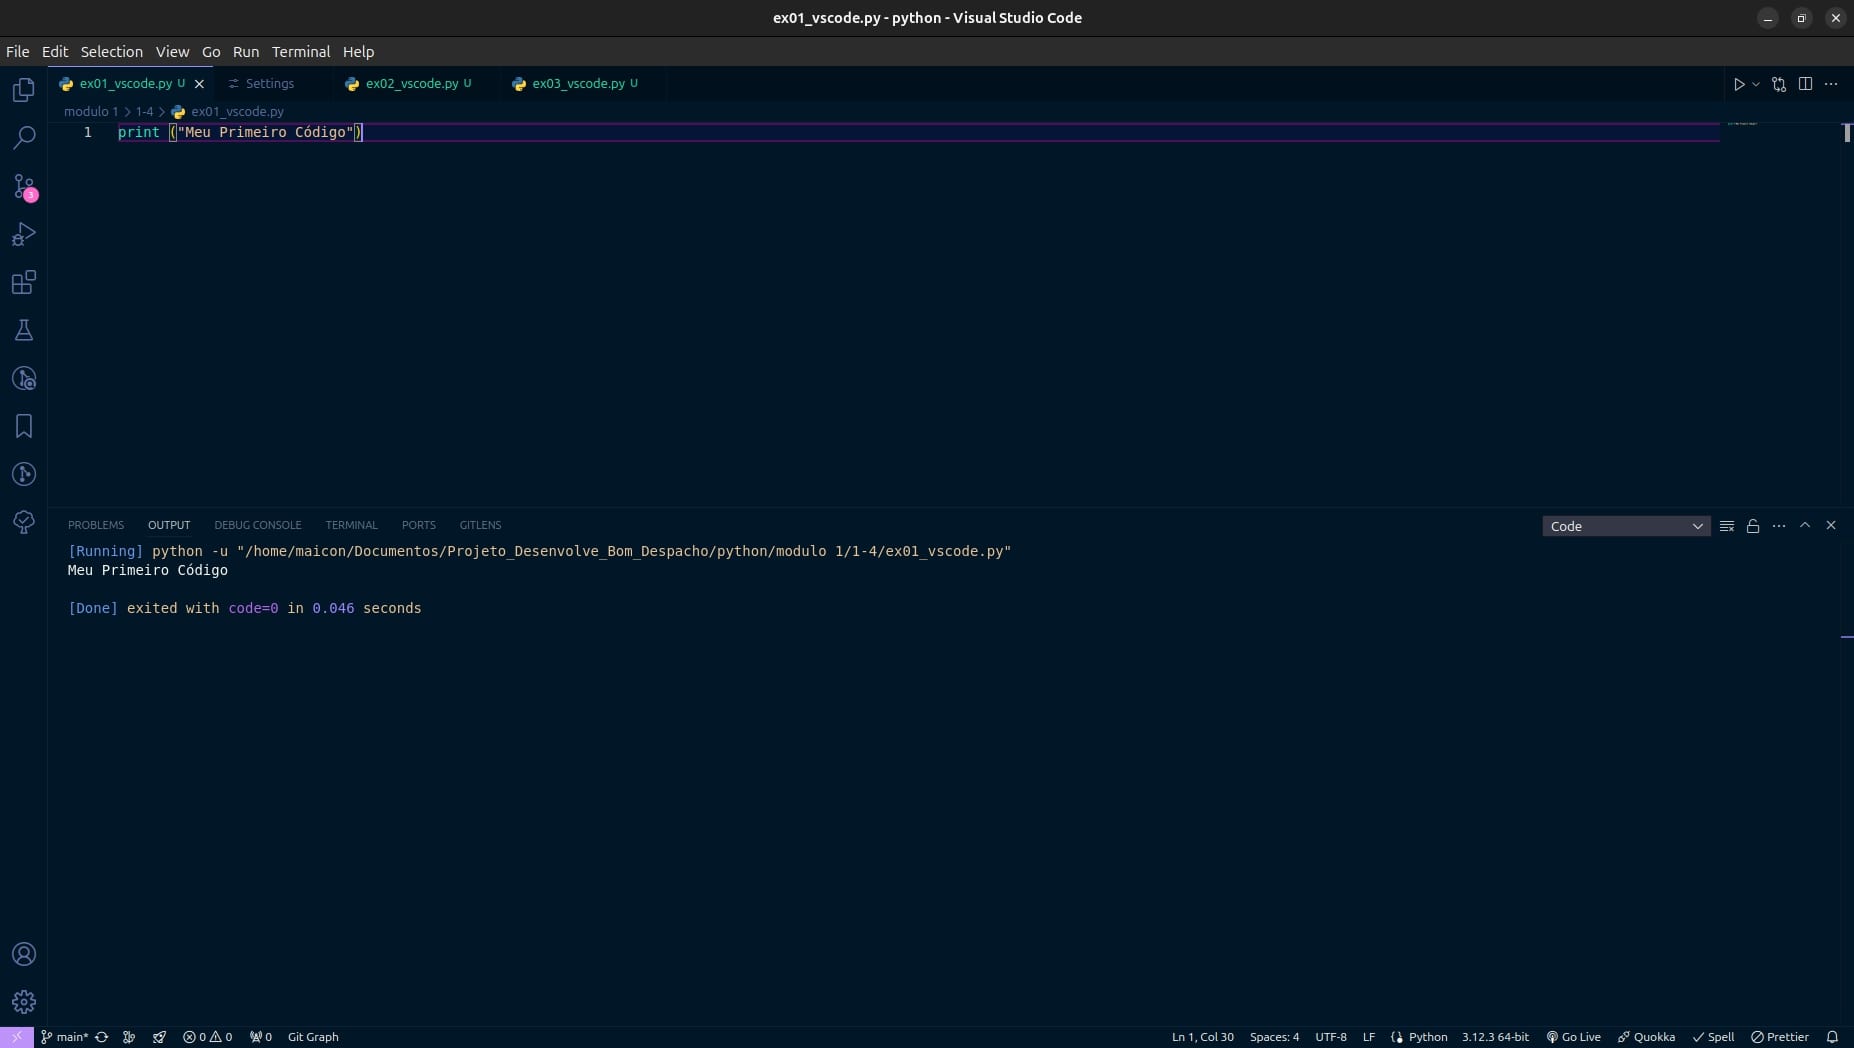 ex01_vscode.py - python - Visual Studio Code
File Edit Selection View Go Run Terminal Help
ex01_vscode.py U Settings ex02_vscode.py U ex03_vscode.py U
modulo 1 > 1-4 > ex01_vscode.py
1 print ("Meu Primeiro Código")
3
PROBLEMS OUTPUT DEBUG CONSOLE TERMINAL PORTS GITLENS Code
[Running] python -u "/home/maicon/Documentos/Projeto_Desenvolve_Bom_Despacho/python/modulo 1/1-4/ex01_vscode.py"
Meu Primeiro Código
[Done] exited with code=0 in 0.046 seconds
main* 0 0 0 Git Graph Ln 1, Col 30 Spaces: 4 UTF-8 LF Python 3.12.3 64-bit Go Live Quokka Spell Prettier